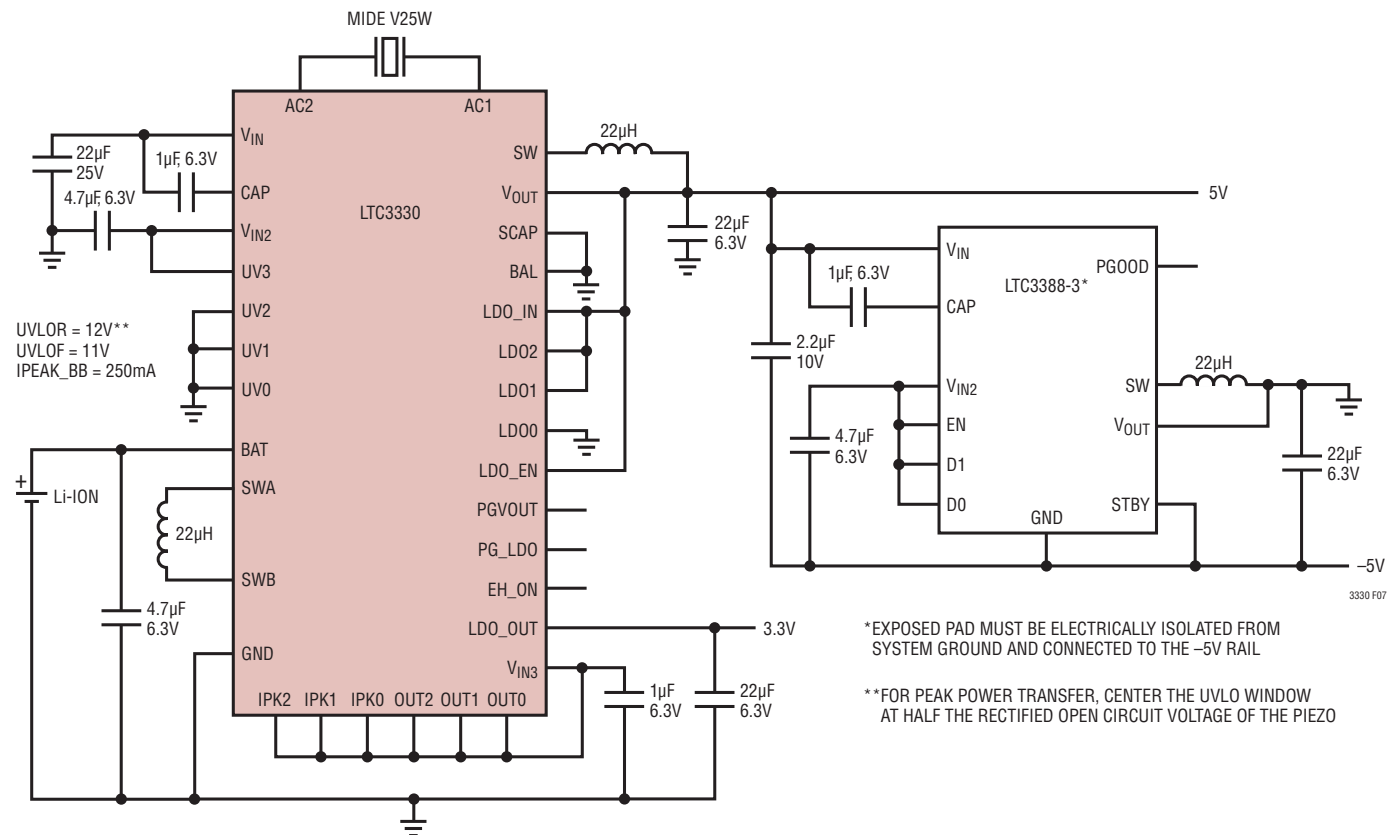 MIDE V25W
AC2
AC1
VIN
CAP
VIN2
UV3
UV2
UV1
UV0
BAT
SWA
SWB
GND
LTC3330
SW
VOUT
SCAP
BAL
LDO_IN
LDO2
LDO1
LDO0
LDO_EN
PGVOUT
PG_LDO
EH_ON
LDO_OUT
VIN3
IPK2 IPK1 IPK0 OUT2 OUT1 OUT0
22µF
25V
1µF, 6.3V
4.7µF, 6.3V
UVLOR = 12V**
UVLOF = 11V
IPEAK_BB = 250mA
+
Li-ION
22µH
4.7µF
6.3V
22µH
22µF
6.3V
5V
3.3V
1µF
6.3V
22µF
6.3V
2.2µF
10V
1µF, 6.3V
4.7µF
6.3V
VIN
CAP
VIN2
EN
D1
D0
GND
LTC3388-3*
PGOOD
SW
VOUT
STBY
22µH
22µF
6.3V
–5V
3330 F07
*EXPOSED PAD MUST BE ELECTRICALLY ISOLATED FROM
SYSTEM GROUND AND CONNECTED TO THE –5V RAIL
**FOR PEAK POWER TRANSFER, CENTER THE UVLO WINDOW
AT HALF THE RECTIFIED OPEN CIRCUIT VOLTAGE OF THE PIEZO